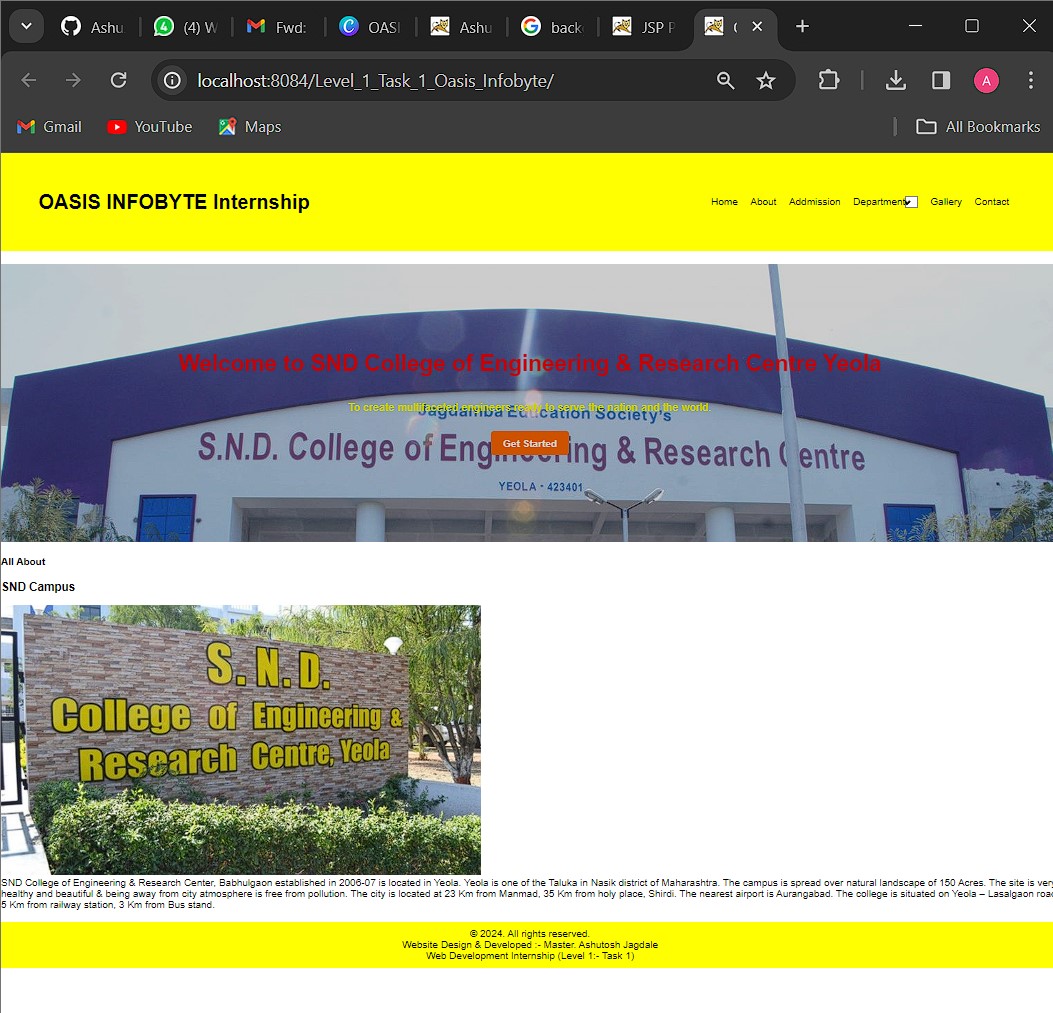 Ashu
(4) W
Fwd:
OASI
Ashu
back
JSP P
localhost:8084/Level_1_Task_1_Oasis_Infobyte/
A
Gmail YouTube Maps All Bookmarks
OASIS INFOBYTE Internship
Home About Addmission Department Gallery Contact
Welcome to SND College of Engineering & Research Centre Yeola
To create multifaceted engineers ready to serve the nation and the world.
Jagdamba Education Society's
Get Started
S.N.D. College of Engineering & Research Centre
YEOLA - 423401
All About
SND Campus
S.N.D.
College of Engineering &
Research Centre, Yeola
SND College of Engineering & Research Center, Babhulgaon established in 2006-07 is located in Yeola. Yeola is one of the Taluka in Nasik district of Maharashtra. The campus is spread over natural landscape of 150 Acres. The site is very
healthy and beautiful & being away from city atmosphere is free from pollution. The city is located at 23 Km from Manmad, 35 Km from holy place, Shirdi. The nearest airport is Aurangabad. The college is situated on Yeola – Lasalgaon road
5 Km from railway station, 3 Km from Bus stand.
© 2024. All rights reserved.
Website Design & Developed :- Master. Ashutosh Jagdale
Web Development Internship (Level 1:- Task 1)